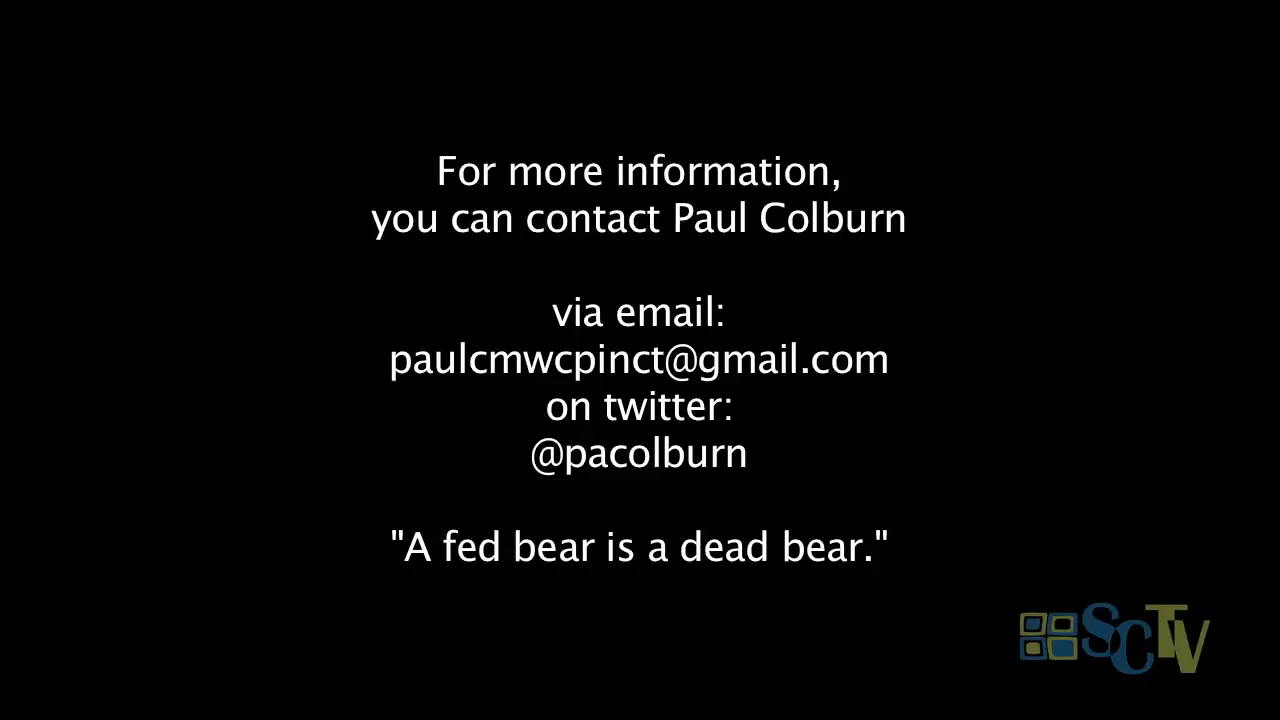 For more information,
you can contact Paul Colburn
via email:
paulcmwcpinct@gmail.com
on twitter:
@pacolburn
"A fed bear is a dead bear."
SCTV